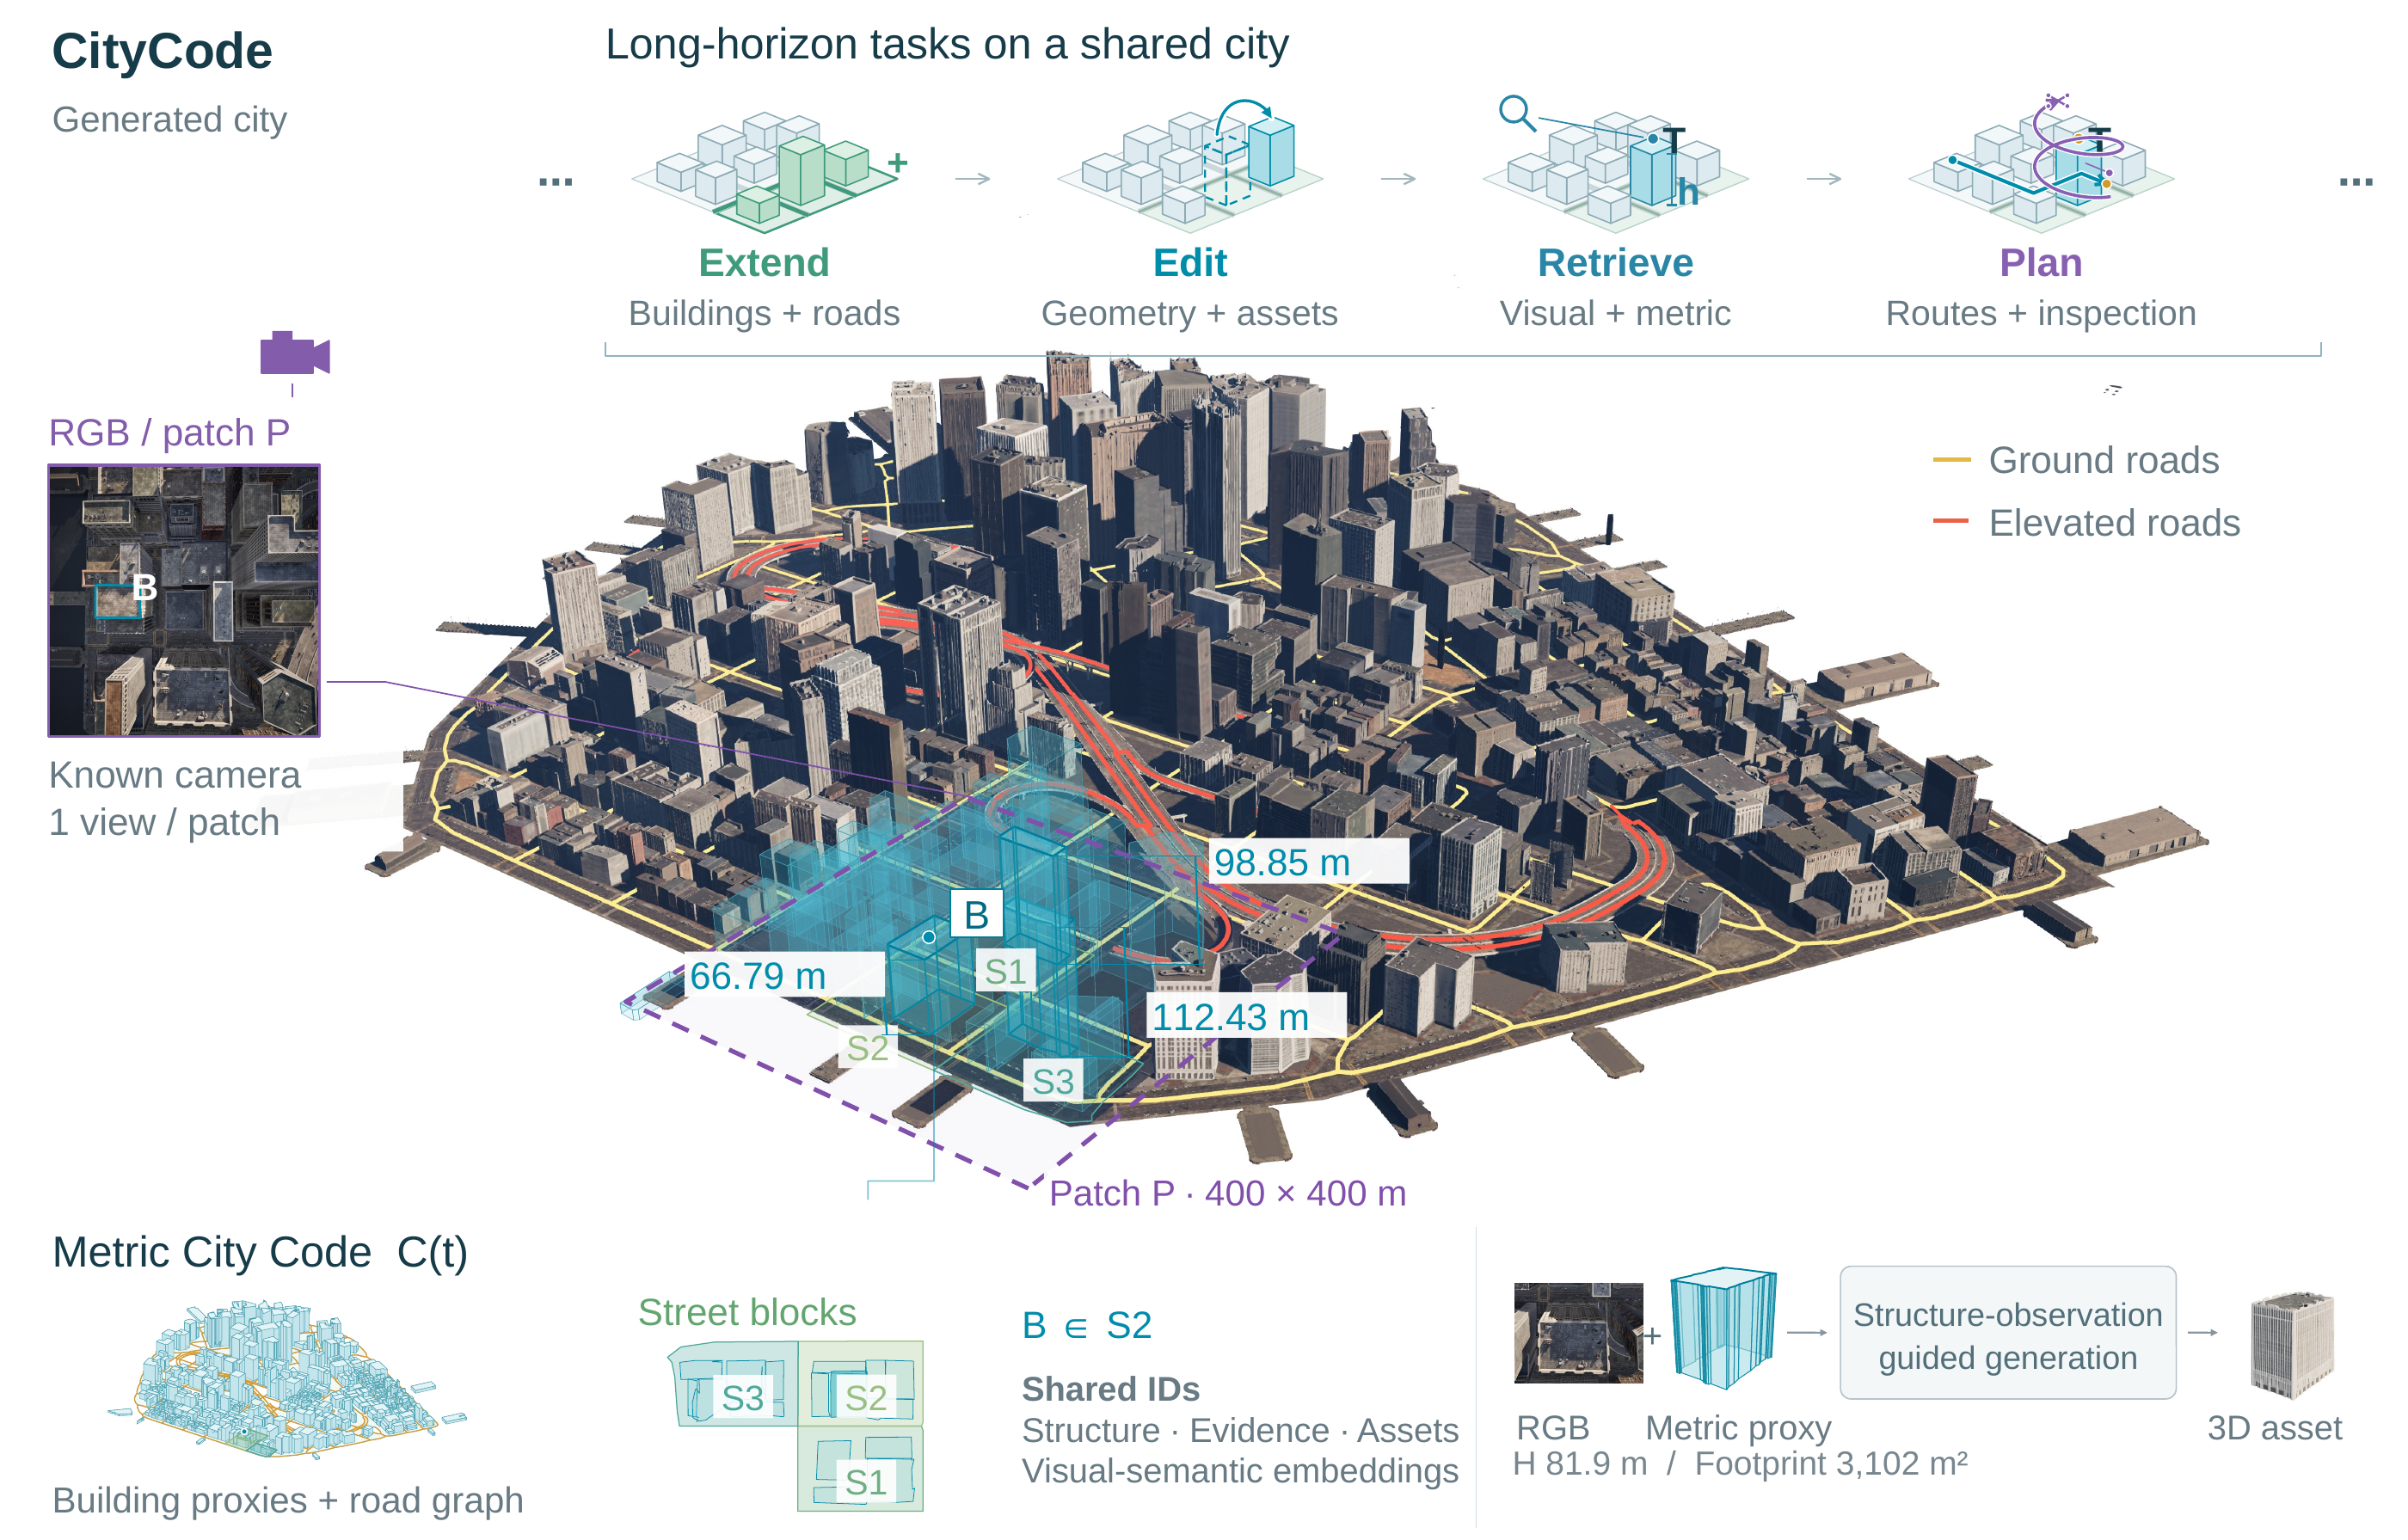 CityCode
Generated city
Long-horizon tasks on a shared city
...
+
T
h
T
...
Extend
Edit
Retrieve
Plan
Buildings + roads
Geometry + assets
Visual + metric
Routes + inspection
RGB / patch P
B
Known camera
1 view / patch
Ground roads
Elevated roads
98.85 m
B
66.79 m
S1
112.43 m
S2
S3
Patch P · 400 × 400 m
Metric City Code C(t)
Building proxies + road graph
Street blocks
S3
S2
S1
B ∈ S2
Shared IDs
Structure · Evidence · Assets
Visual-semantic embeddings
+
Structure-observation
guided generation
RGB
Metric proxy
3D asset
H 81.9 m / Footprint 3,102 m²